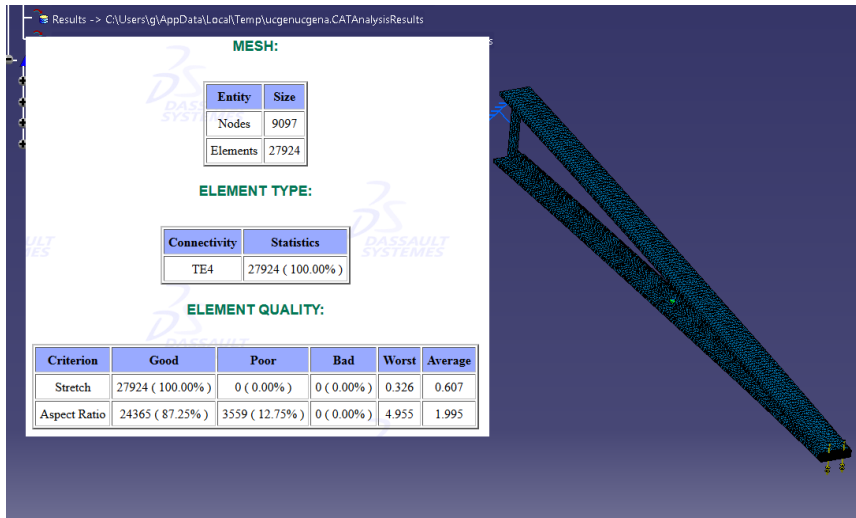 Results -> C:\Users\g\AppData\Local\Temp\ucgenucgena.CATAnalysisResults
MESH:
Entity Size
Nodes 9097
Elements 27924
ELEMENT TYPE:
Connectivity Statistics
TE4 27924 ( 100.00% )
ELEMENT QUALITY:
Criterion Good Poor Bad Worst Average
Stretch 27924 ( 100.00% ) 0 ( 0.00% ) 0 ( 0.00% ) 0.326 0.607
Aspect Ratio 24365 ( 87.25% ) 3559 ( 12.75% ) 0 ( 0.00% ) 4.955 1.995
DASSAULT
SYSTEMES